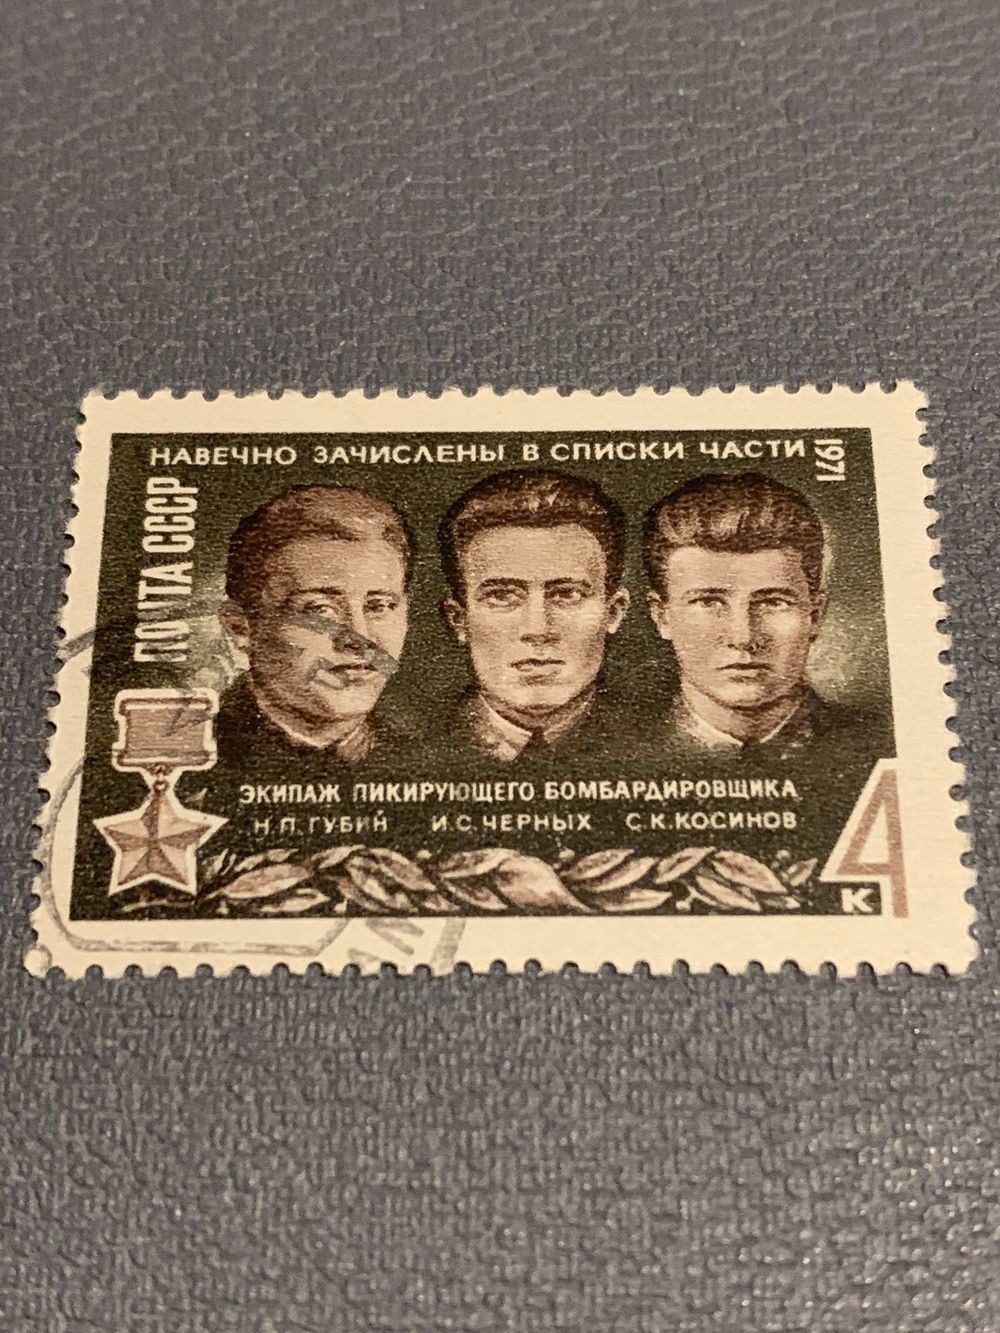 НАВЕЧНО ЗАЧИСЛЕНЫ В СПИСКИ ЧАСТИ
1971
ПОЧТА СССР
ЭКИПАЖ ПИКИРУЮЩЕГО БОМБАРДИРОВЩИКА
Н.П.ГУБИН И.С.ЧЕРНЫХ С.К.КОСИНОВ
4
К